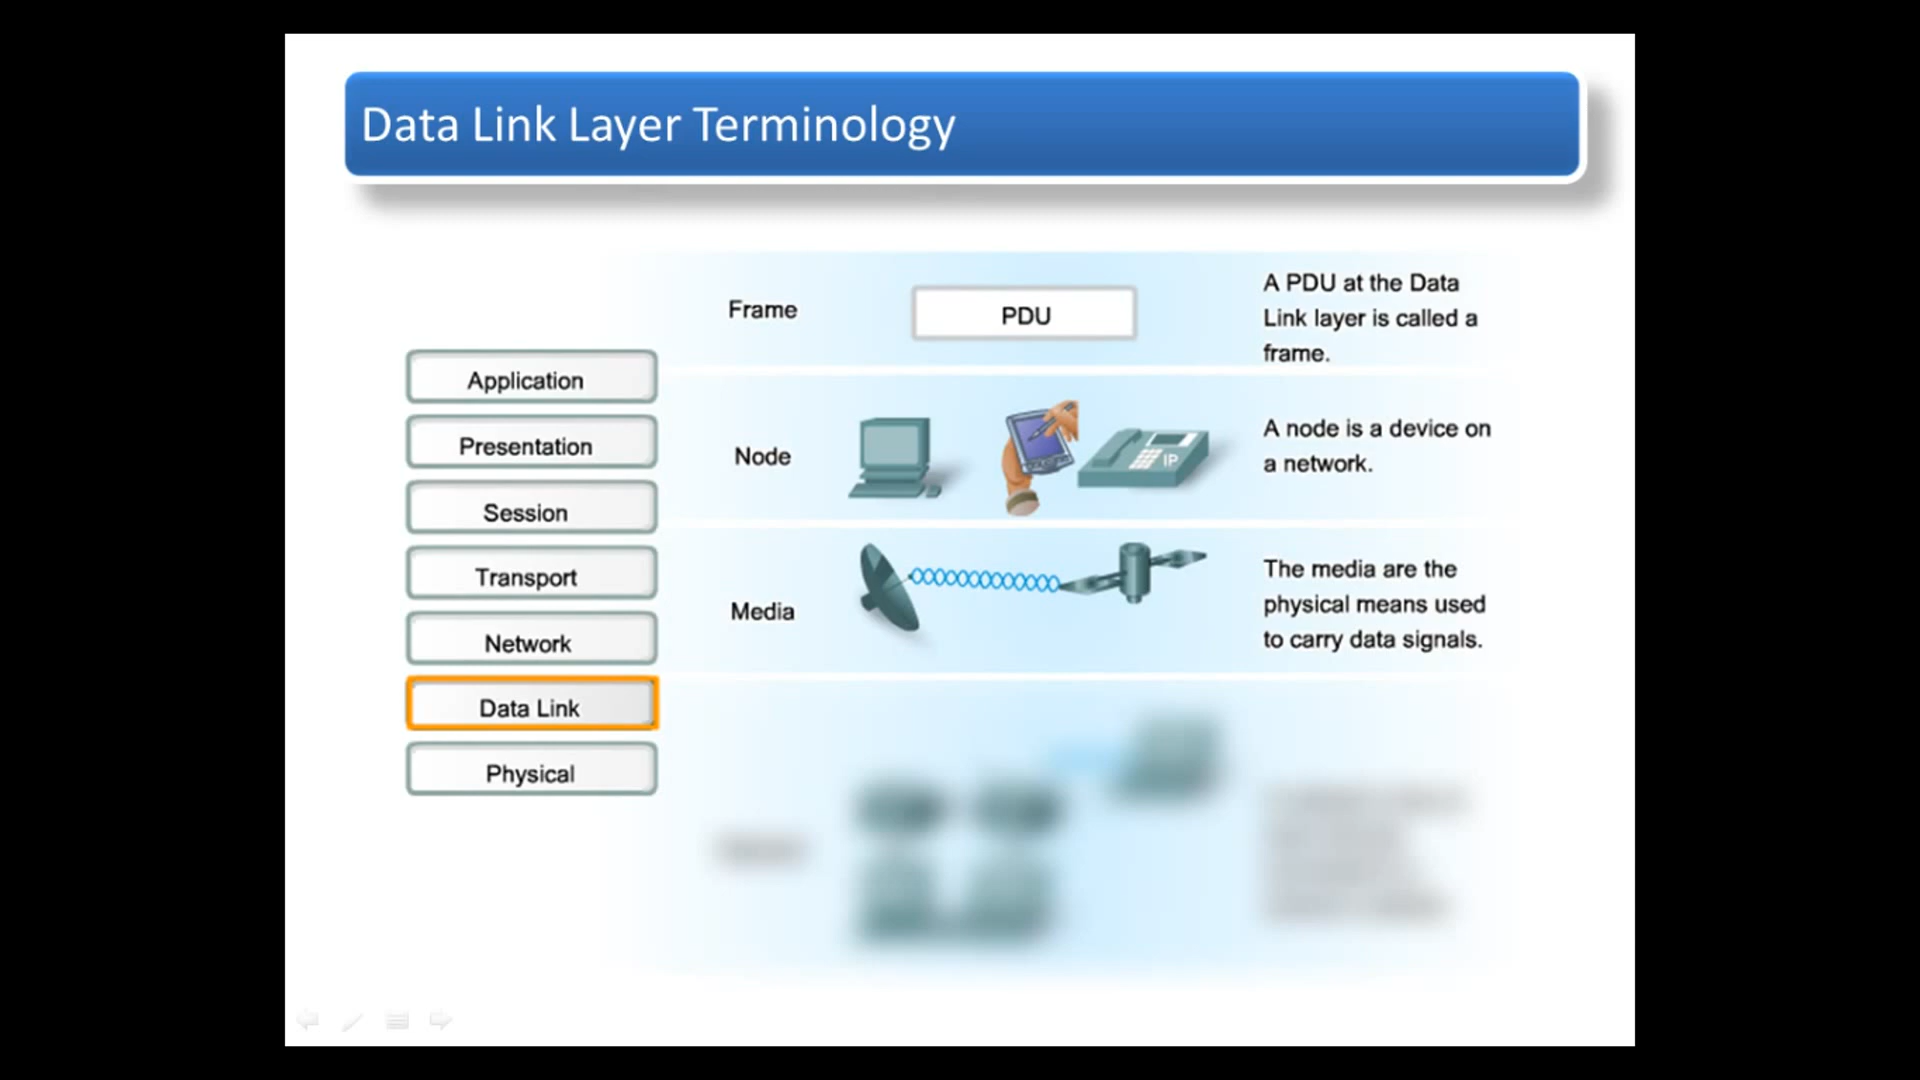 Data Link Layer Terminology
Application
Presentation
Session
Transport
Network
Data Link
Physical
Frame
PDU
A PDU at the Data
Link layer is called a
frame.
Node
IP
A node is a device on
a network.
Media
The media are the
physical means used
to carry data signals.